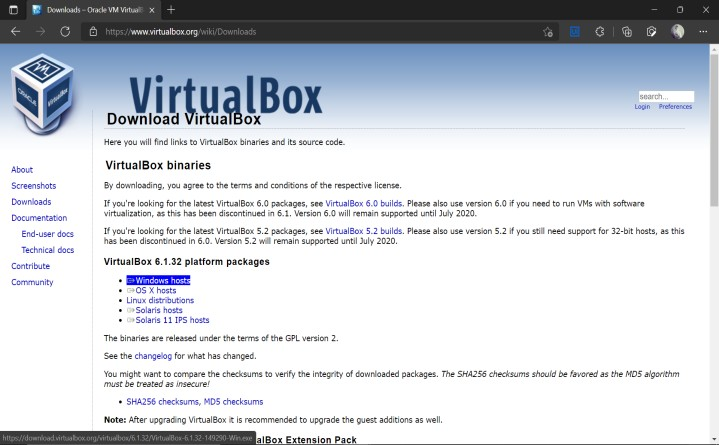 Downloads – Oracle VM VirtualB
https://www.virtualbox.org/wiki/Downloads
VirtualBox
ORACLE
VM
VirtualBox
search...
Login Preferences
Download VirtualBox
Here you will find links to VirtualBox binaries and its source code.
About
Screenshots
Downloads
Documentation
End-user docs
Technical docs
Contribute
Community
VirtualBox binaries
By downloading, you agree to the terms and conditions of the respective license.
If you're looking for the latest VirtualBox 6.0 packages, see VirtualBox 6.0 builds. Please also use version 6.0 if you need to run VMs with software
virtualization, as this has been discontinued in 6.1. Version 6.0 will remain supported until July 2020.
If you're looking for the latest VirtualBox 5.2 packages, see VirtualBox 5.2 builds. Please also use version 5.2 if you still need support for 32-bit hosts, as this
has been discontinued in 6.0. Version 5.2 will remain supported until July 2020.
VirtualBox 6.1.32 platform packages
Windows hosts
OS X hosts
Linux distributions
Solaris hosts
Solaris 11 IPS hosts
The binaries are released under the terms of the GPL version 2.
See the changelog for what has changed.
You might want to compare the checksums to verify the integrity of downloaded packages. The SHA256 checksums should be favored as the MD5 algorithm
must be treated as insecure!
SHA256 checksums, MD5 checksums
Note: After upgrading VirtualBox it is recommended to upgrade the guest additions as well.
https://download.virtualbox.org/virtualbox/6.1.32/VirtualBox-6.1.32-149290-Win.exe
alBox Extension Pack